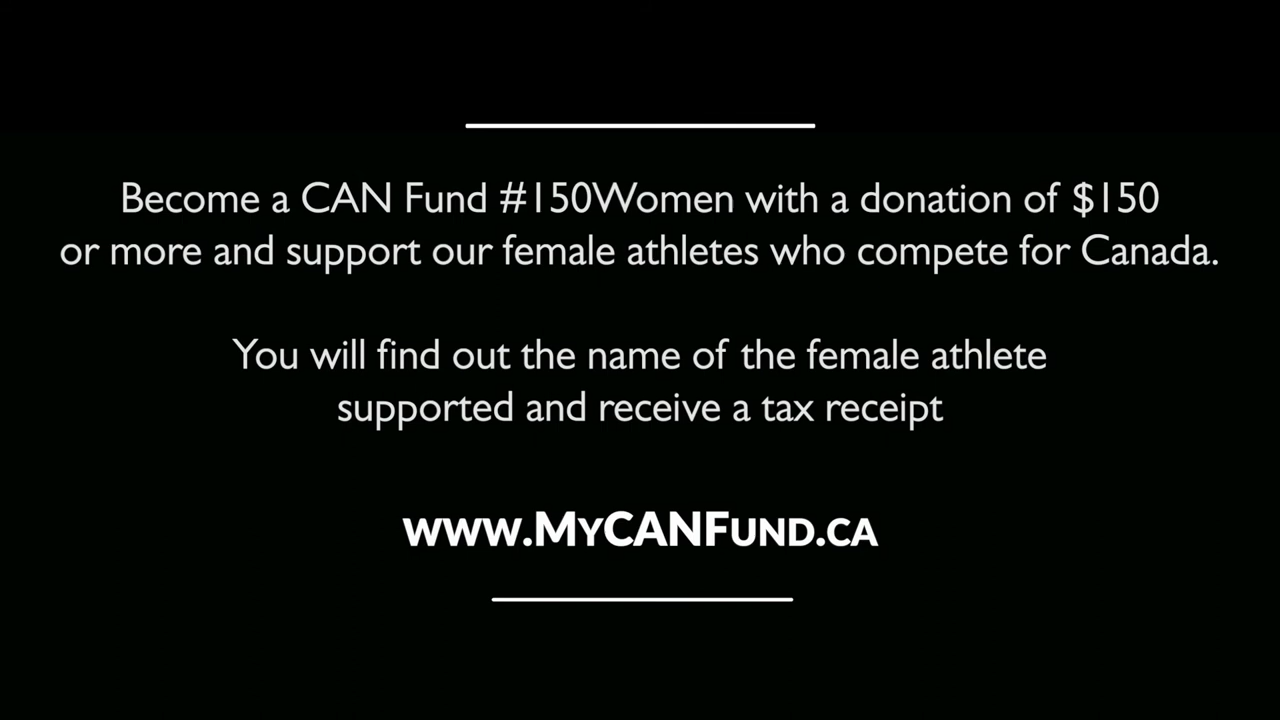 Become a CAN Fund #150Women with a donation of $150
or more and support our female athletes who compete for Canada.
You will find out the name of the female athlete
supported and receive a tax receipt
www.MyCANFund.ca